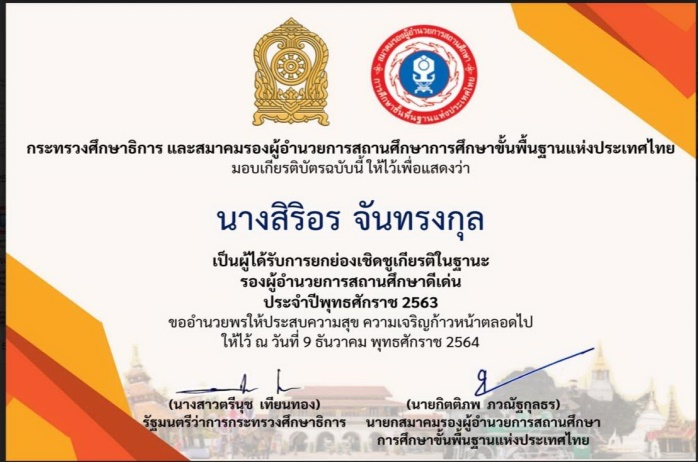 สมาคมรองผู้อำนวยการสถานศึกษา
การศึกษาขั้นพื้นฐานแห่งประเทศไทย
กระทรวงศึกษาธิการ และสมาคมรองผู้อำนวยการสถานศึกษาการศึกษาขั้นพื้นฐานแห่งประเทศไทย
มอบเกียรติบัตรฉบับนี้ ให้ไว้เพื่อแสดงว่า
นางสิริอร จันทรงกุล
เป็นผู้ได้รับการยกย่องเชิดชูเกียรติในฐานะ
รองผู้อำนวยการสถานศึกษาดีเด่น
ประจำปีพุทธศักราช 2563
ขออำนวยพรให้ประสบความสุข ความเจริญก้าวหน้าตลอดไป
ให้ไว้ ณ วันที่ 9 ธันวาคม พุทธศักราช 2564
(นางสาวตรีนุช เทียนทอง) (นายกิตติภพ ภวณัฐกุลธร)
รัฐมนตรีว่าการกระทรวงศึกษาธิการ นายกสมาคมรองผู้อำนวยการสถานศึกษา
การศึกษาขั้นพื้นฐานแห่งประเทศไทย